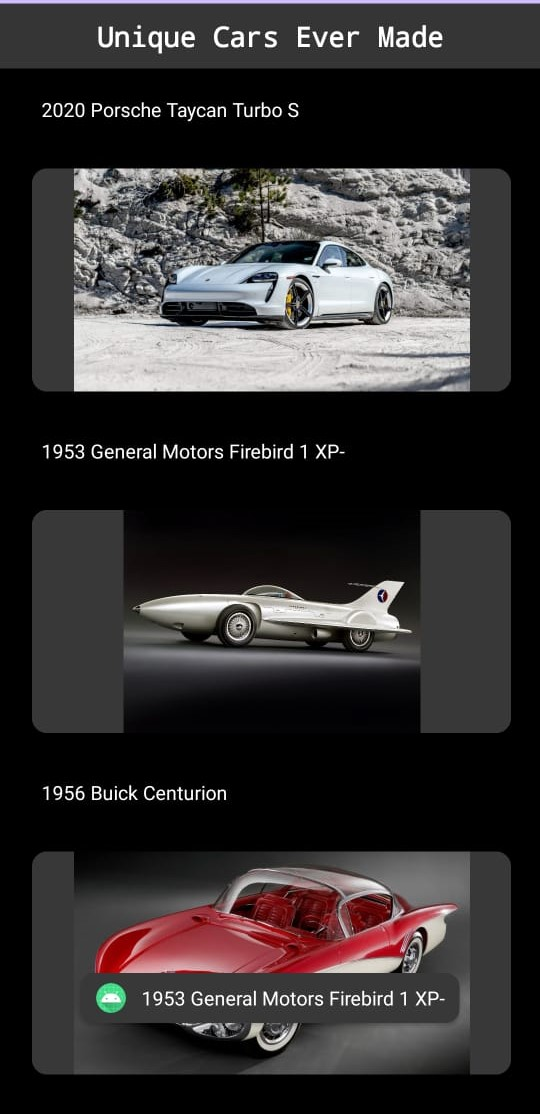 Unique Cars Ever Made
2020 Porsche Taycan Turbo S
1953 General Motors Firebird 1 XP-
1956 Buick Centurion
1953 General Motors Firebird 1 XP-